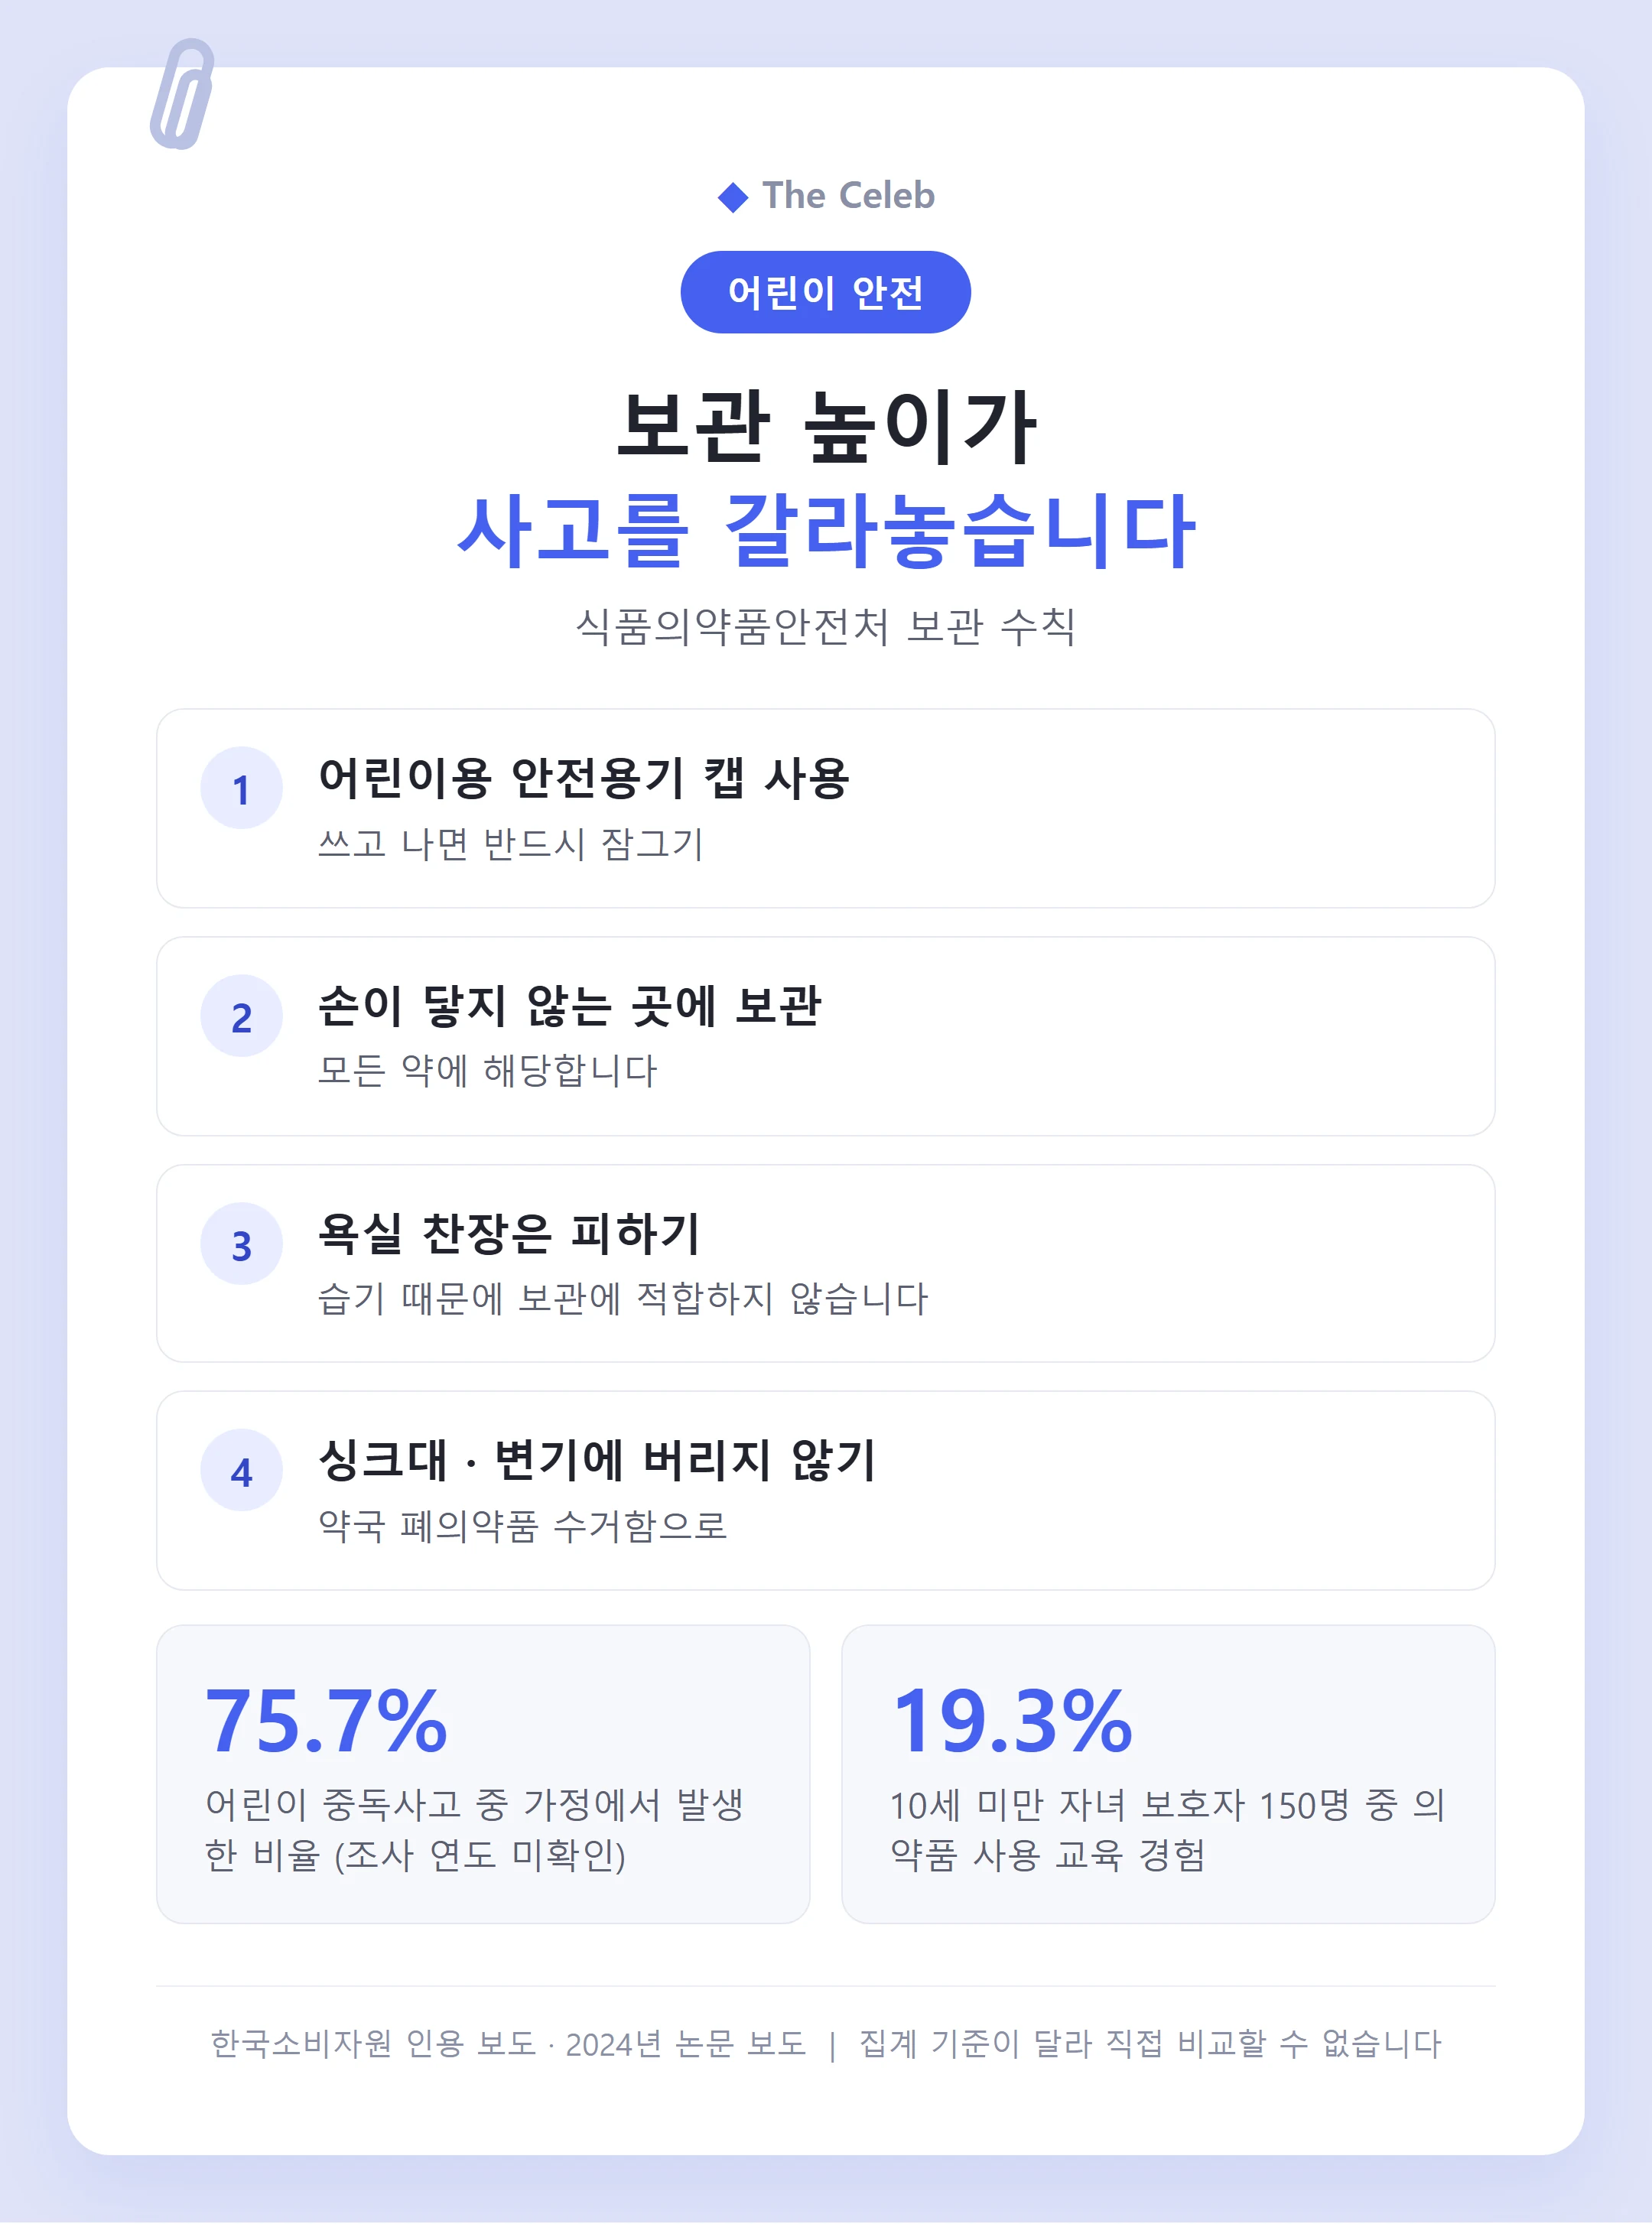 The Celeb
어린이 안전
보관 높이가
사고를 갈라놓습니다
식품의약품안전처 보관 수칙
1
어린이용 안전용기 캡 사용
쓰고 나면 반드시 잠그기
2
손이 닿지 않는 곳에 보관
모든 약에 해당합니다
3
욕실 찬장은 피하기
습기 때문에 보관에 적합하지 않습니다
4
싱크대 · 변기에 버리지 않기
약국 폐의약품 수거함으로
75.7%
어린이 중독사고 중 가정에서 발생
한 비율 (조사 연도 미확인)
19.3%
10세 미만 자녀 보호자 150명 중 의
약품 사용 교육 경험
한국소비자원 인용 보도 · 2024년 논문 보도 | 집계 기준이 달라 직접 비교할 수 없습니다